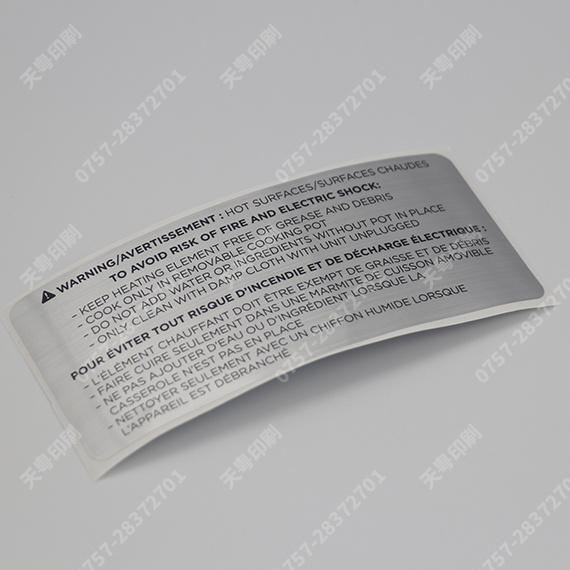 ⚠ WARNING/AVERTISSEMENT : HOT SURFACES/SURFACES CHAUDES
TO AVOID RISK OF FIRE AND ELECTRIC SHOCK:
- KEEP HEATING ELEMENT FREE OF GREASE AND DEBRIS
- COOK ONLY IN REMOVABLE COOKING POT
- DO NOT ADD WATER OR INGREDIENTS WITHOUT POT IN PLACE
- ONLY CLEAN WITH DAMP CLOTH WITH UNIT UNPLUGGED
POUR ÉVITER TOUT RISQUE D'INCENDIE ET DE DÉCHARGE ÉLECTRIQUE :
- L'ÉLÉMENT CHAUFFANT DOIT ÊTRE EXEMPT DE GRAISSE ET DE DÉBRIS
- FAIRE CUIRE SEULEMENT DANS UNE MARMITE DE CUISSON AMOVIBLE
- NE PAS AJOUTER D'EAU OU D'INGRÉDIENT LORSQUE LA
CASSEROLE N'EST PAS EN PLACE
- NETTOYER SEULEMENT AVEC UN CHIFFON HUMIDE LORSQUE
L'APPAREIL EST DÉBRANCHÉ
天粤印刷
0757-28372701